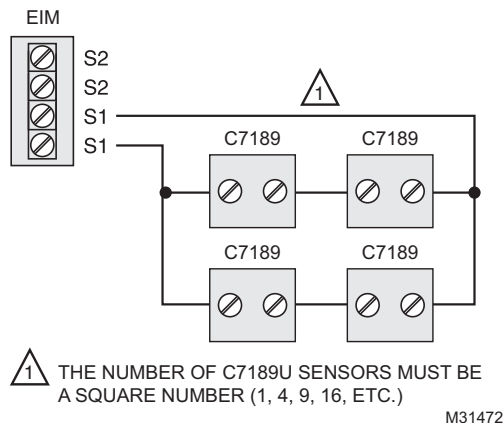 EIM
S2
S2
S1
S1
1
C7189
C7189
C7189
C7189
1 THE NUMBER OF C7189U SENSORS MUST BE
A SQUARE NUMBER (1, 4, 9, 16, ETC.)
M31472